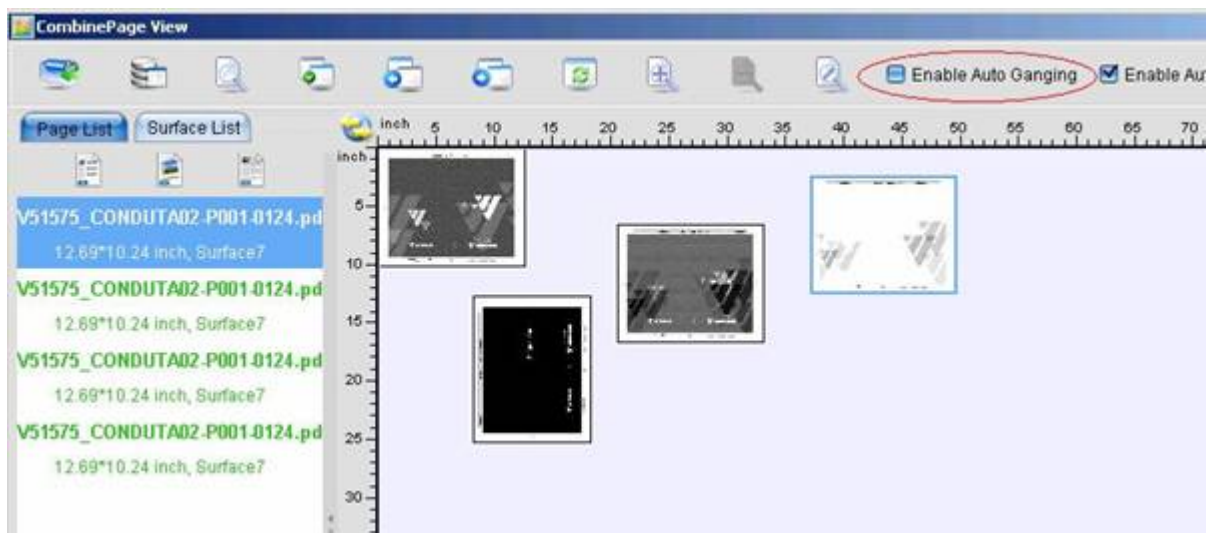 CombinePage View
Enable Auto Ganging
Enable Au
Page List
Surface List
inch 5 10 15 20 25 30 35 40 45 50 55 60 65 70
inch
5
10
15
20
25
30
V51575_CONDUTA02-P001-0124.pd
12.69*10.24 inch, Surface7
V51575_CONDUTA02-P001-0124.pd
12.69*10.24 inch, Surface7
V51575_CONDUTA02-P001-0124.pd
12.69*10.24 inch, Surface7
V51575_CONDUTA02-P001-0124.pd
12.69*10.24 inch, Surface7